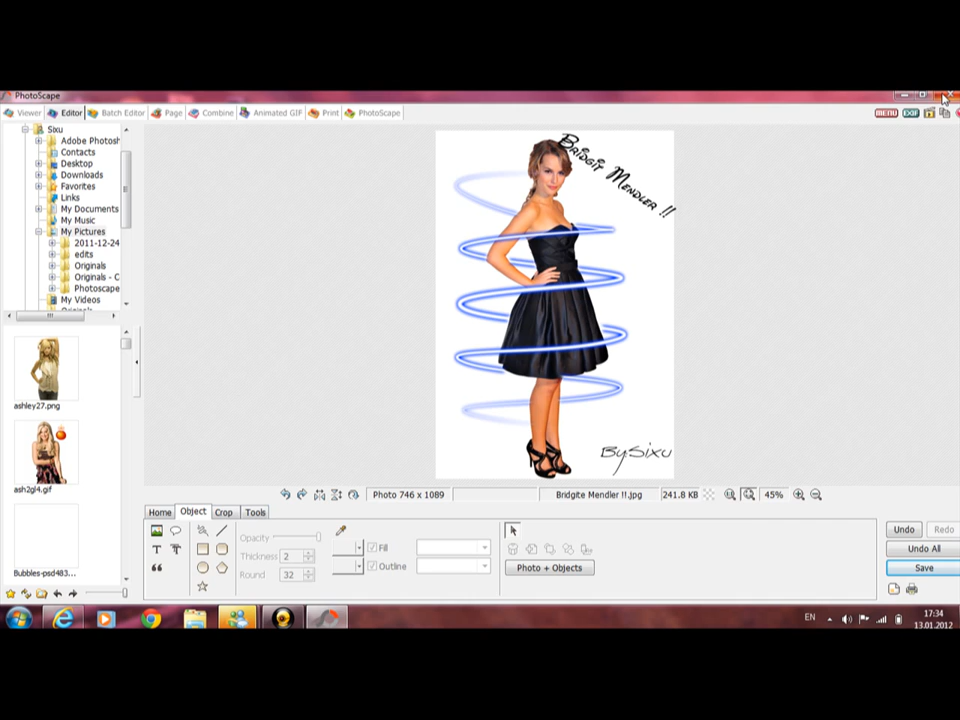 PhotoScape
Viewer Editor Batch Editor Page Combine Animated GIF Print PhotoScape
MENU EXIF
Sixu
Adobe Photosh
Contacts
Desktop
Downloads
Favorites
Links
My Documents
My Music
My Pictures
2011-12-24
edits
Originals
Originals - C
Photoscape
My Videos
ashley27.png
ash2gl4.gif
Bubbles-psd483...
Bridgit Mendler !!
By Sixu
Photo 746 x 1089
Bridgite Mendler !!.jpg
241.8 KB
45%
Home Object Crop Tools
Opacity
Thickness 2
Round 32
Fill
Outline
Photo + Objects
Undo Redo
Undo All
Save
EN
17:34
13.01.2012